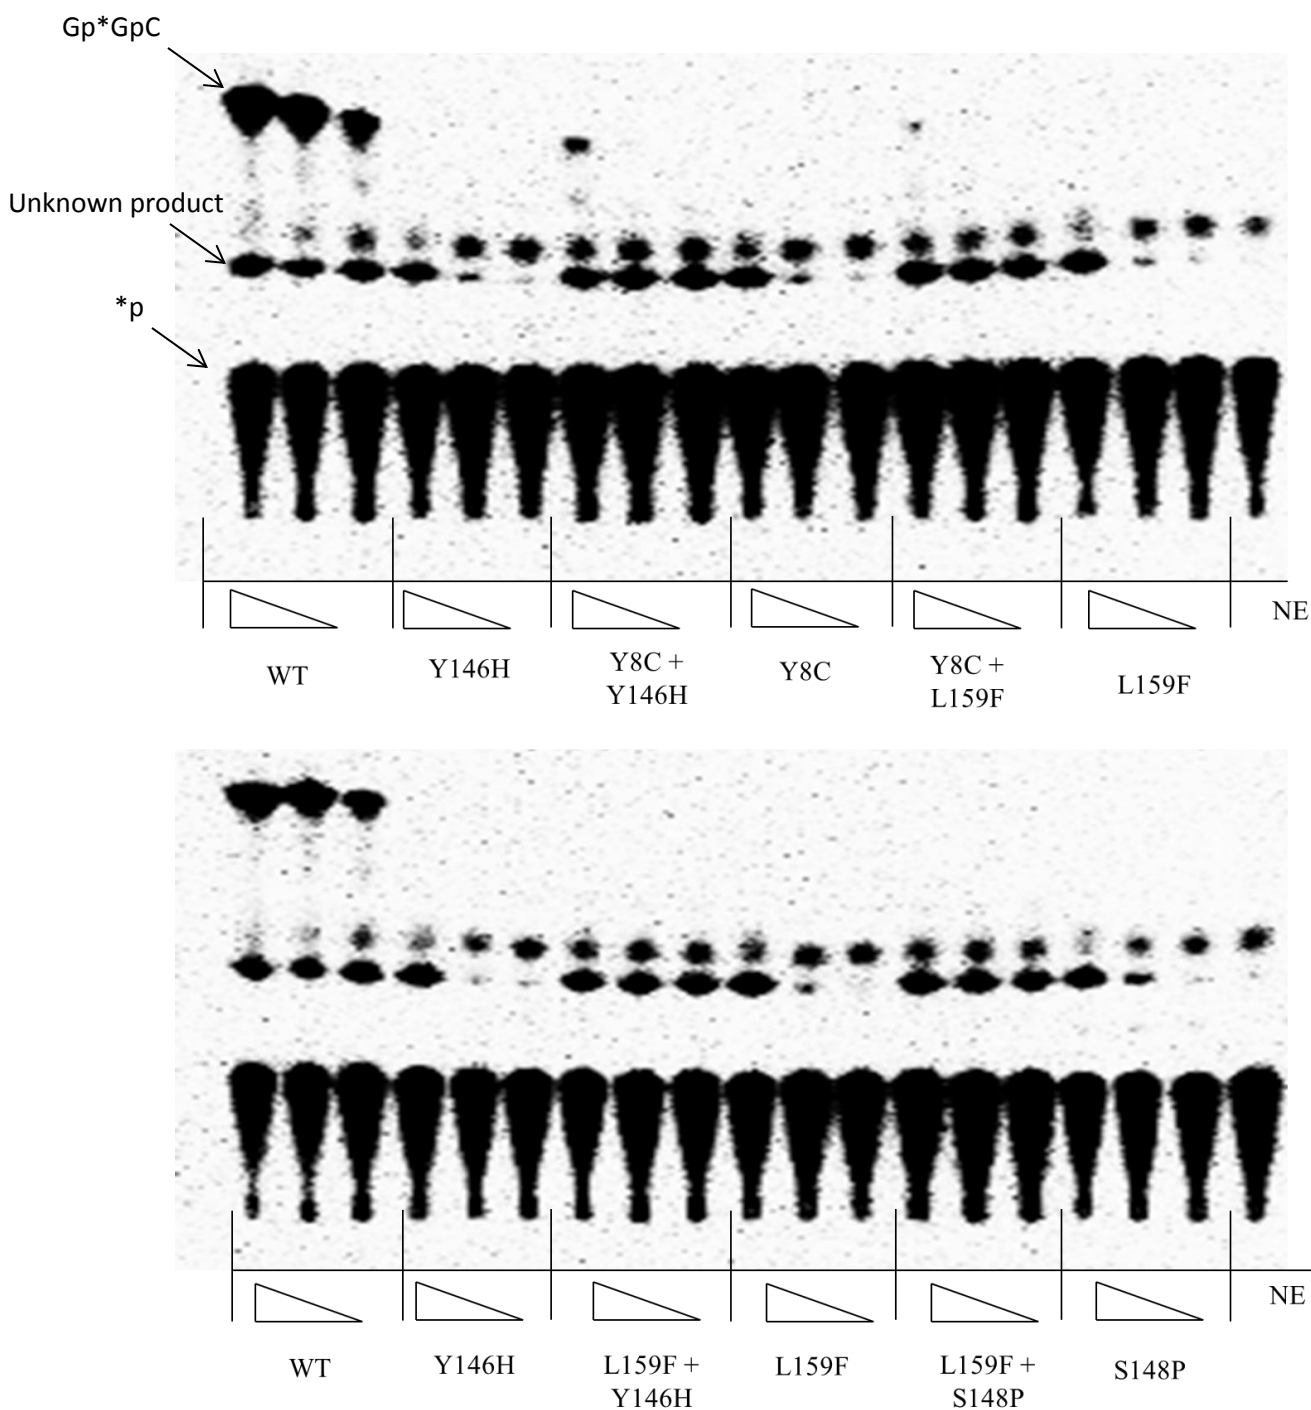 Gp*GpC
Unknown product
*p
NE
WT
Y146H
Y8C +
Y146H
Y8C
Y8C +
L159F
L159F
NE
WT
Y146H
L159F +
Y146H
L159F
L159F +
S148P
S148P